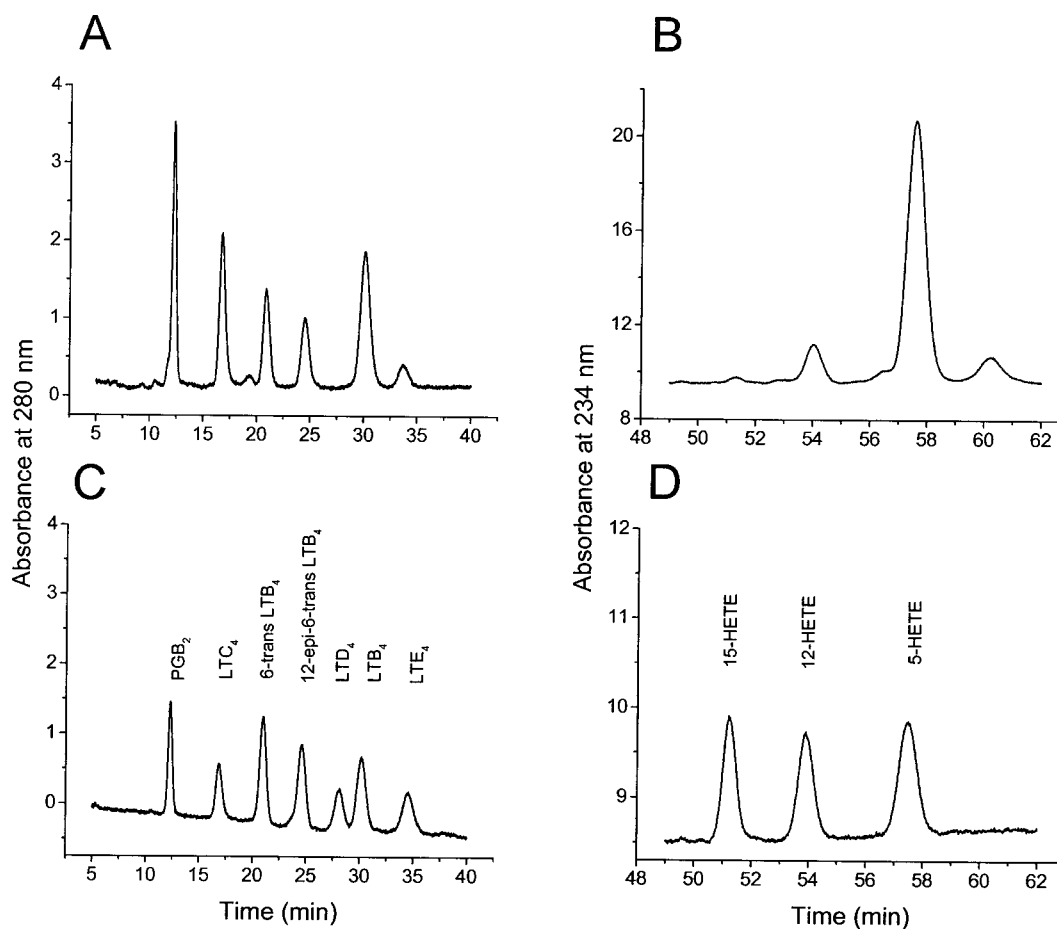 A
Absorbance at 280 nm
4
3
2
1
0
5 10 15 20 25 30 35 40
B
Absorbance at 234 nm
20
16
12
8
48 50 52 54 56 58 60 62
C
4
3
2
1
0
PGB₂
LTC₄
6-trans LTB₄
12-epi-6-trans LTB₄
LTD₄
LTB₄
LTE₄
5 10 15 20 25 30 35 40
Time (min)
D
12
11
10
9
15-HETE
12-HETE
5-HETE
48 50 52 54 56 58 60 62
Time (min)